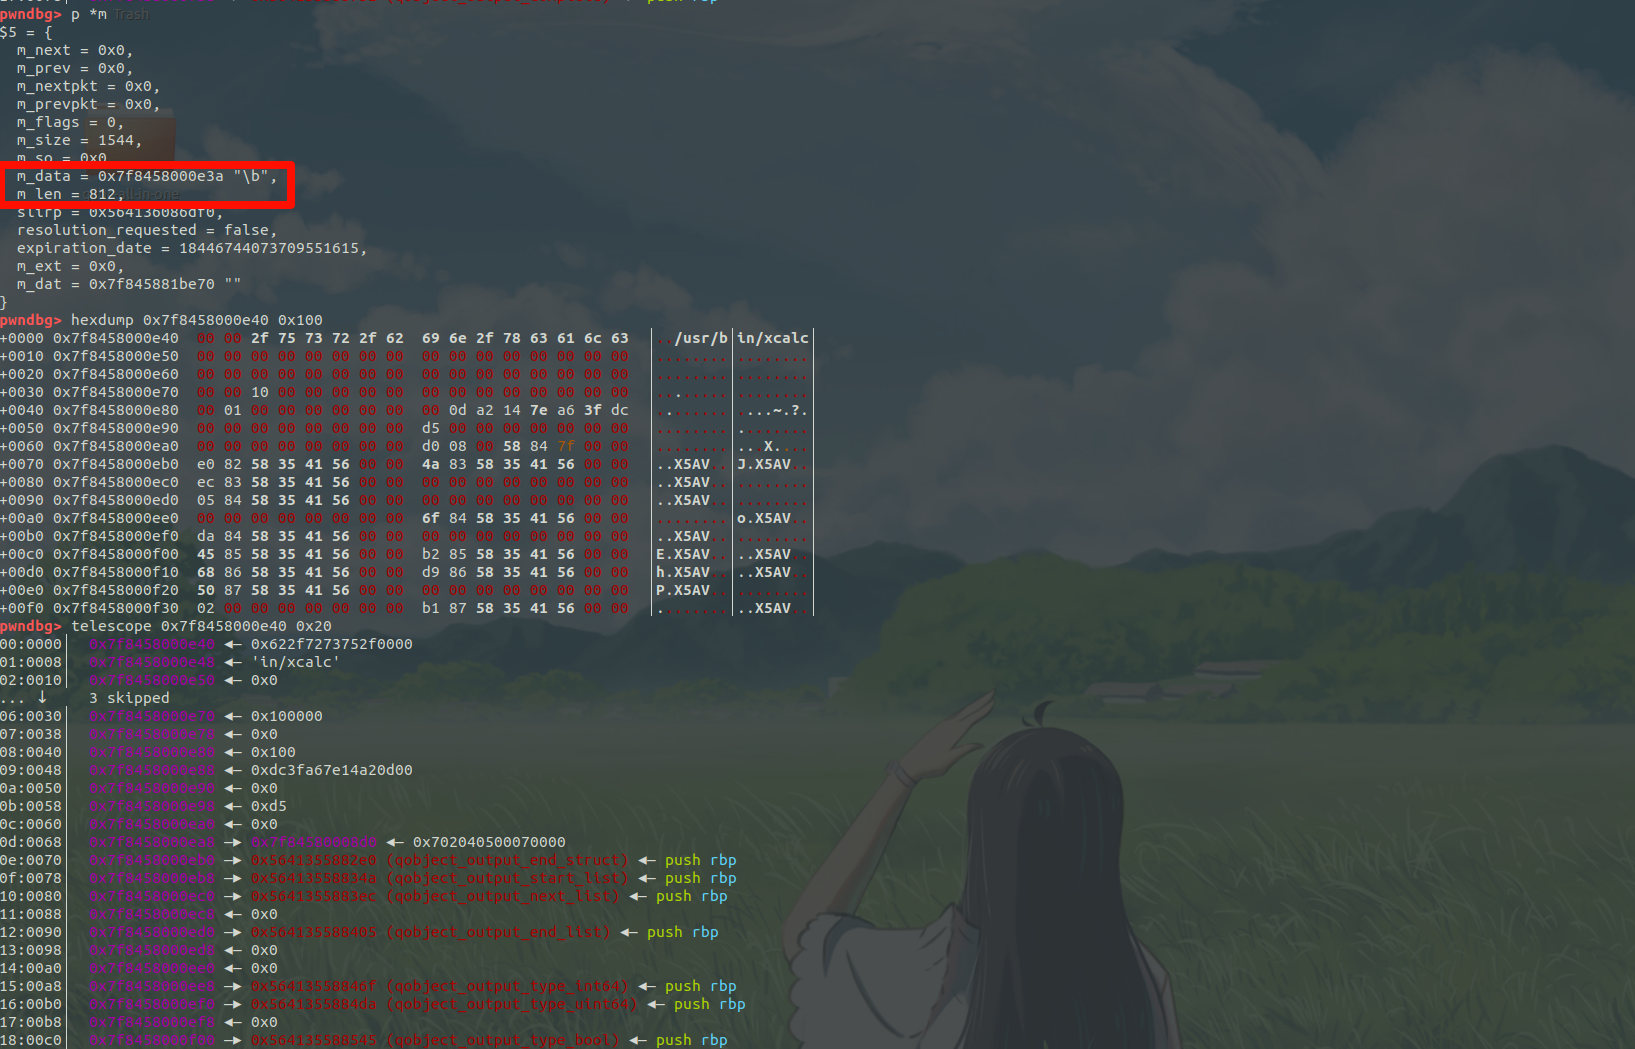 pwndbg> p *m Trash
$5 = {
  m_next = 0x0,
  m_prev = 0x0,
  m_nextpkt = 0x0,
  m_prevpkt = 0x0,
  m_flags = 0,
  m_size = 1544,
  m_so = 0x0
  m_data = 0x7f8458000e3a "\b",
  m_len = 812, all-in-one
  slirp = 0x564136086df0,
  resolution_requested = false,
  expiration_date = 18446744073709551615,
  m_ext = 0x0,
  m_dat = 0x7f845881be70 ""
}
pwndbg> hexdump 0x7f8458000e40 0x100
+0000 0x7f8458000e40  00 00 2f 75 73 72 2f 62  69 6e 2f 78 63 61 6c 63  |../usr/b|in/xcalc|
+0010 0x7f8458000e50  00 00 00 00 00 00 00 00  00 00 00 00 00 00 00 00  |........|........|
+0020 0x7f8458000e60  00 00 00 00 00 00 00 00  00 00 00 00 00 00 00 00  |........|........|
+0030 0x7f8458000e70  00 00 10 00 00 00 00 00  00 00 00 00 00 00 00 00  |........|........|
+0040 0x7f8458000e80  00 01 00 00 00 00 00 00  00 0d a2 14 7e a6 3f dc  |........|....~.?.|
+0050 0x7f8458000e90  00 00 00 00 00 00 00 00  d5 00 00 00 00 00 00 00  |........|........|
+0060 0x7f8458000ea0  00 00 00 00 00 00 00 00  d0 08 00 58 84 7f 00 00  |........|...X....|
+0070 0x7f8458000eb0  e0 82 58 35 41 56 00 00  4a 83 58 35 41 56 00 00  |..X5AV..|J.X5AV..|
+0080 0x7f8458000ec0  ec 83 58 35 41 56 00 00  00 00 00 00 00 00 00 00  |..X5AV..|........|
+0090 0x7f8458000ed0  05 84 58 35 41 56 00 00  00 00 00 00 00 00 00 00  |..X5AV..|........|
+00a0 0x7f8458000ee0  00 00 00 00 00 00 00 00  6f 84 58 35 41 56 00 00  |........|o.X5AV..|
+00b0 0x7f8458000ef0  da 84 58 35 41 56 00 00  00 00 00 00 00 00 00 00  |..X5AV..|........|
+00c0 0x7f8458000f00  45 85 58 35 41 56 00 00  b2 85 58 35 41 56 00 00  |E.X5AV..|..X5AV..|
+00d0 0x7f8458000f10  68 86 58 35 41 56 00 00  d9 86 58 35 41 56 00 00  |h.X5AV..|..X5AV..|
+00e0 0x7f8458000f20  50 87 58 35 41 56 00 00  00 00 00 00 00 00 00 00  |P.X5AV..|........|
+00f0 0x7f8458000f30  02 00 00 00 00 00 00 00  b1 87 58 35 41 56 00 00  |........|..X5AV..|
pwndbg> telescope 0x7f8458000e40 0x20
00:0000│  0x7f8458000e40 ◂— 0x622f7273752f0000
01:0008│  0x7f8458000e48 ◂— 'in/xcalc'
02:0010│  0x7f8458000e50 ◂— 0x0
... ↓     3 skipped
06:0030│  0x7f8458000e70 ◂— 0x100000
07:0038│  0x7f8458000e78 ◂— 0x0
08:0040│  0x7f8458000e80 ◂— 0x100
09:0048│  0x7f8458000e88 ◂— 0xdc3fa67e14a20d00
0a:0050│  0x7f8458000e90 ◂— 0x0
0b:0058│  0x7f8458000e98 ◂— 0xd5
0c:0060│  0x7f8458000ea0 ◂— 0x0
0d:0068│  0x7f8458000ea8 —▸ 0x7f84580008d0 ◂— 0x702040500070000
0e:0070│  0x7f8458000eb0 —▸ 0x5641355882e0 (qobject_output_end_struct) ◂— push rbp
0f:0078│  0x7f8458000eb8 —▸ 0x56413558834a (qobject_output_start_list) ◂— push rbp
10:0080│  0x7f8458000ec0 —▸ 0x5641355883ec (qobject_output_next_list) ◂— push rbp
11:0088│  0x7f8458000ec8 ◂— 0x0
12:0090│  0x7f8458000ed0 —▸ 0x564135588405 (qobject_output_end_list) ◂— push rbp
13:0098│  0x7f8458000ed8 ◂— 0x0
14:00a0│  0x7f8458000ee0 ◂— 0x0
15:00a8│  0x7f8458000ee8 —▸ 0x56413558846f (qobject_output_type_int64) ◂— push rbp
16:00b0│  0x7f8458000ef0 —▸ 0x5641355884da (qobject_output_type_uint64) ◂— push rbp
17:00b8│  0x7f8458000ef8 ◂— 0x0
18:00c0│  0x7f8458000f00 —▸ 0x564135588545 (qobject_output_type_bool) ◂— push rbp